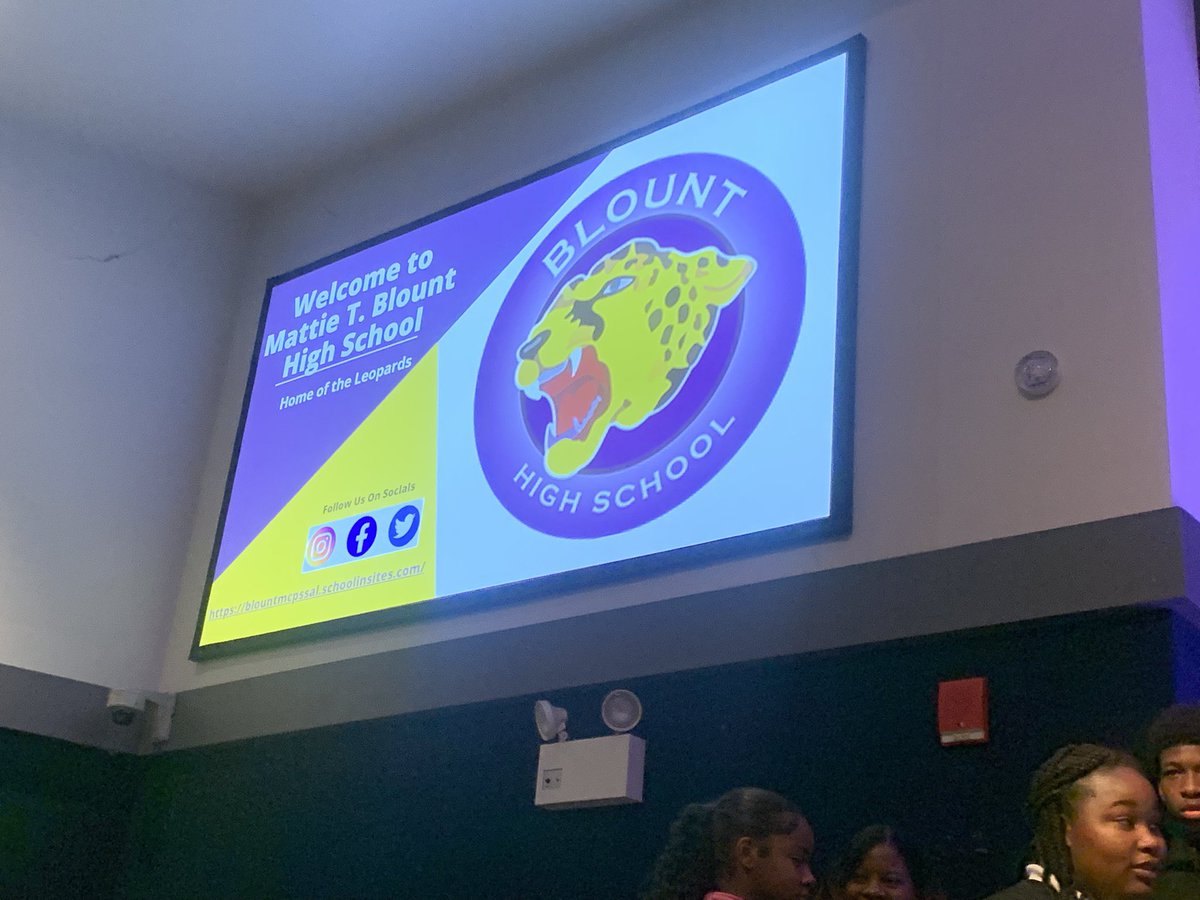 Welcome to
Mattie T. Blount
High School
Home of the Leopards
Follow Us On Socials
https://blountmcpssal.schoolinsites.com/
BLOUNT
HIGH SCHOOL